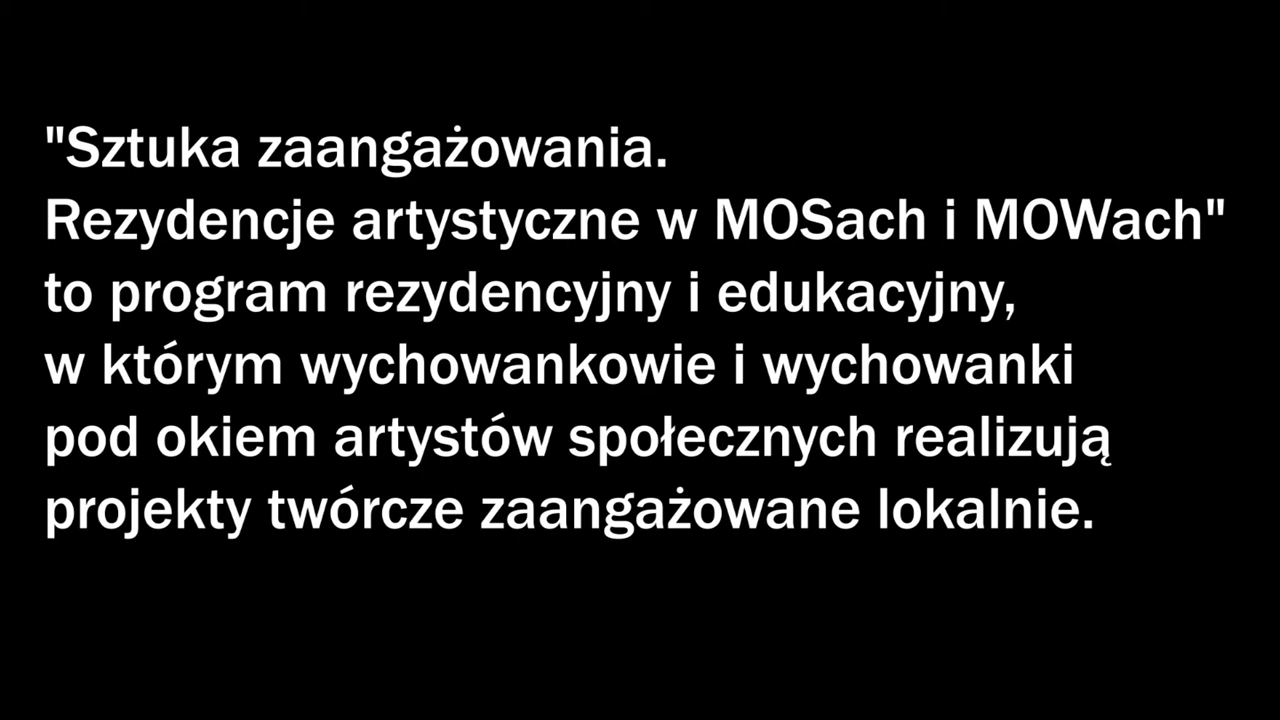 "Sztuka zaangażowania.
Rezydencje artystyczne w MOSach i MOWach"
to program rezydencyjny i edukacyjny,
w którym wychowankowie i wychowanki
pod okiem artystów społecznych realizują
projekty twórcze zaangażowane lokalnie.